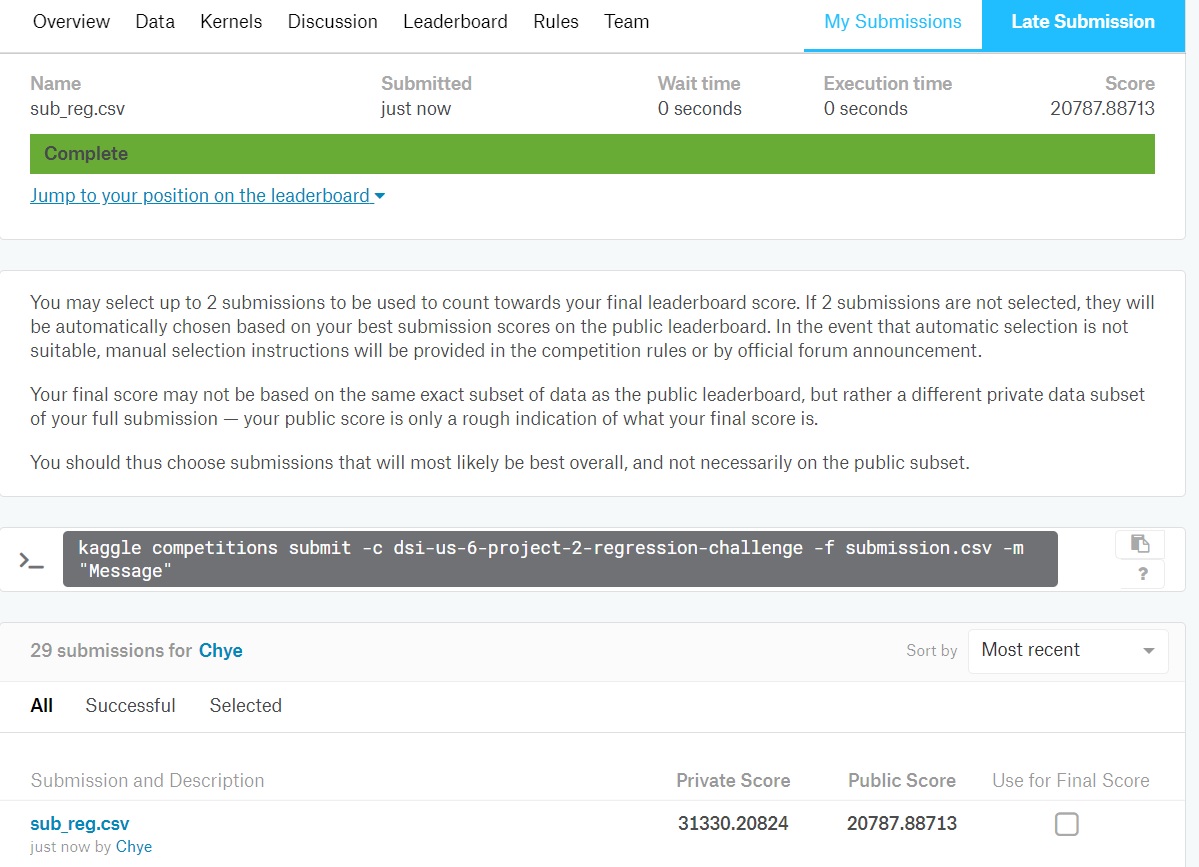 Overview Data Kernels Discussion Leaderboard Rules Team My Submissions Late Submission
Name Submitted Wait time Execution time Score
sub_reg.csv just now 0 seconds 0 seconds 20787.88713
Complete
Jump to your position on the leaderboard
You may select up to 2 submissions to be used to count towards your final leaderboard score. If 2 submissions are not selected, they will
be automatically chosen based on your best submission scores on the public leaderboard. In the event that automatic selection is not
suitable, manual selection instructions will be provided in the competition rules or by official forum announcement.
Your final score may not be based on the same exact subset of data as the public leaderboard, but rather a different private data subset
of your full submission — your public score is only a rough indication of what your final score is.
You should thus choose submissions that will most likely be best overall, and not necessarily on the public subset.
>_ kaggle competitions submit -c dsi-us-6-project-2-regression-challenge -f submission.csv -m
"Message"
?
29 submissions for Chye Sort by Most recent
All Successful Selected
Submission and Description Private Score Public Score Use for Final Score
sub_reg.csv 31330.20824 20787.88713
just now by Chye